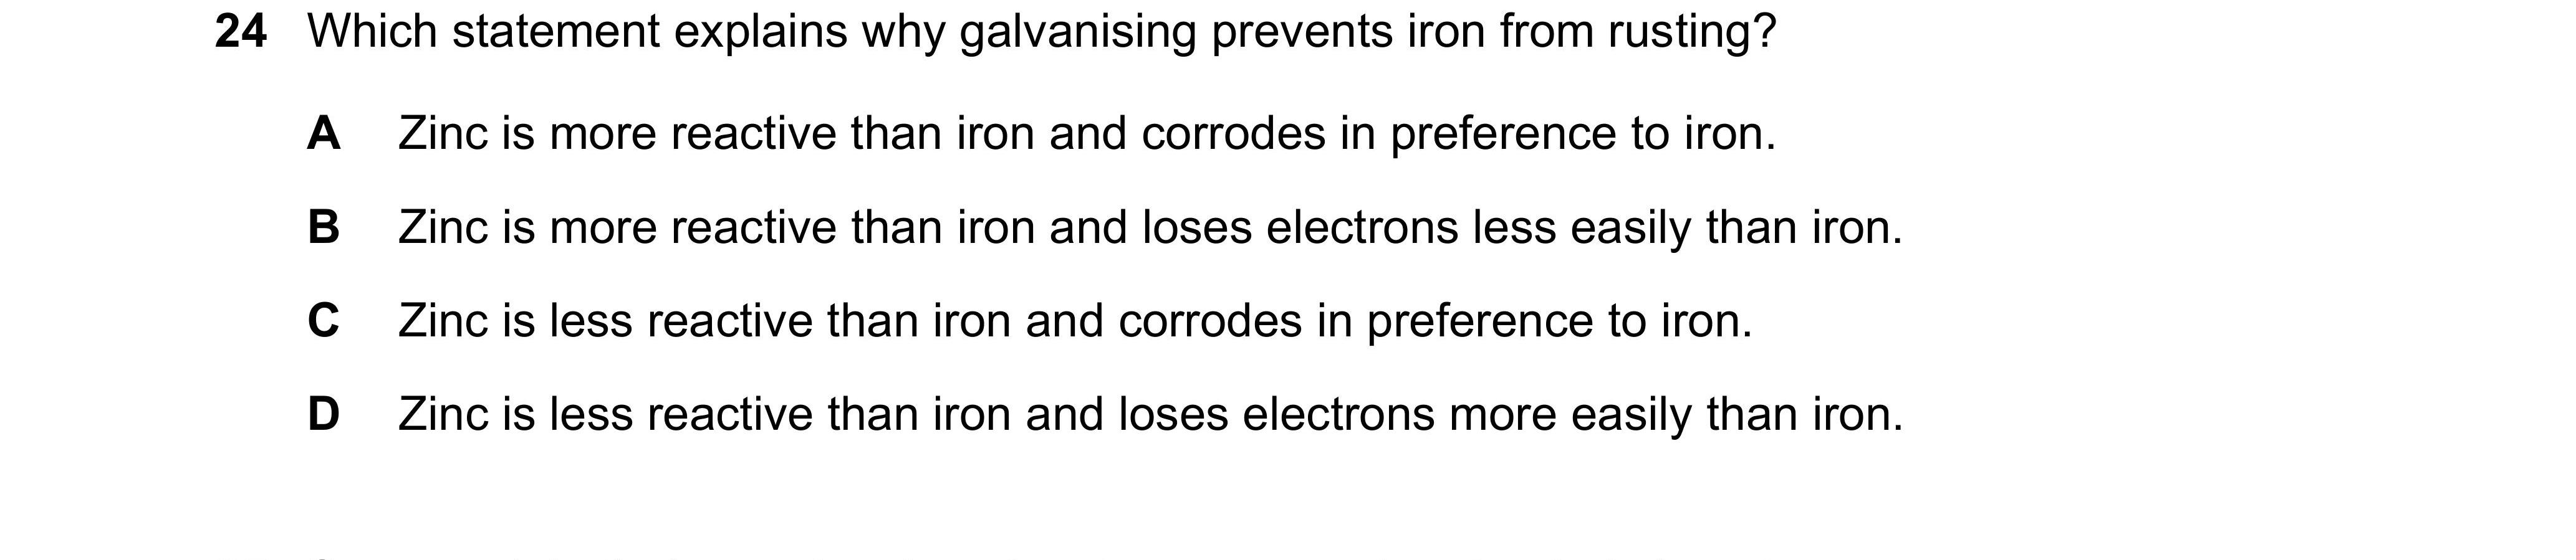 24 Which statement explains why galvanising prevents iron from rusting?
A Zinc is more reactive than iron and corrodes in preference to iron.
B Zinc is more reactive than iron and loses electrons less easily than iron.
C Zinc is less reactive than iron and corrodes in preference to iron.
D Zinc is less reactive than iron and loses electrons more easily than iron.